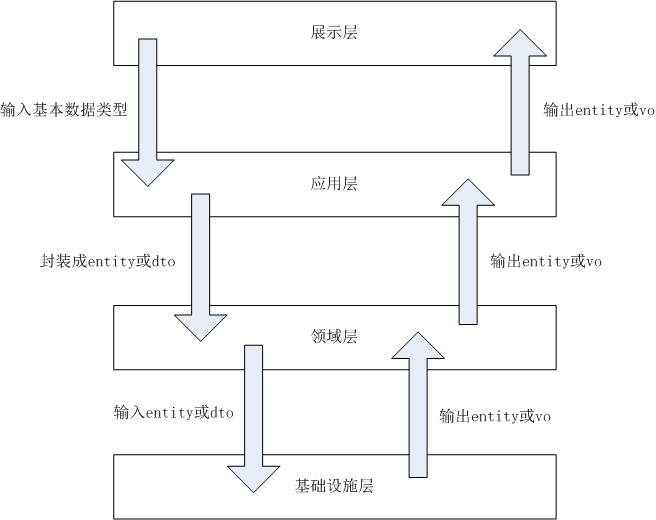 展示层
输入基本数据类型
输出entity或vo
应用层
封装成entity或dto
输出entity或vo
领域层
输入entity或dto
输出entity或vo
基础设施层